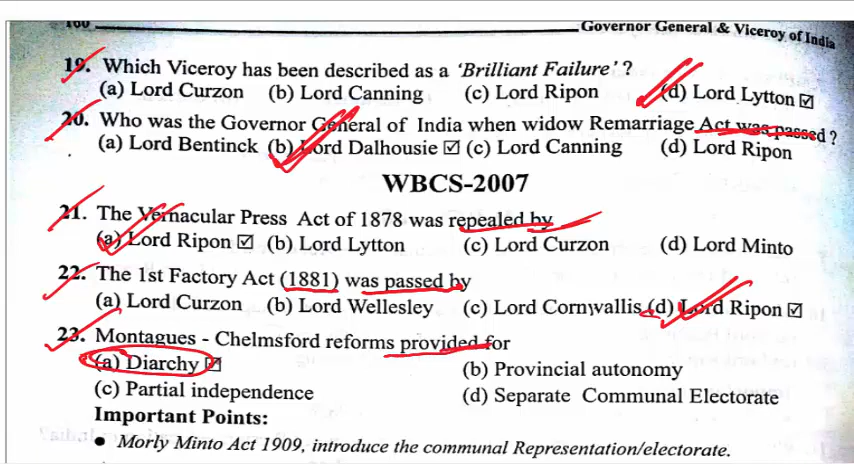 160 Governor General & Viceroy of India
19. Which Viceroy has been described as a 'Brilliant Failure'?
(a) Lord Curzon (b) Lord Canning (c) Lord Ripon (d) Lord Lytton ☑
20. Who was the Governor General of India when widow Remarriage Act was passed?
(a) Lord Bentinck (b) Lord Dalhousie ☑ (c) Lord Canning (d) Lord Ripon
WBCS-2007
21. The Vernacular Press Act of 1878 was repealed by
(a) Lord Ripon ☑ (b) Lord Lytton (c) Lord Curzon (d) Lord Minto
22. The 1st Factory Act (1881) was passed by
(a) Lord Curzon (b) Lord Wellesley (c) Lord Cornwallis (d) Lord Ripon ☑
23. Montagues - Chelmsford reforms provided for
(a) Diarchy ☑ (b) Provincial autonomy
(c) Partial independence (d) Separate Communal Electorate
Important Points:
• Morly Minto Act 1909, introduce the communal Representation/electorate.